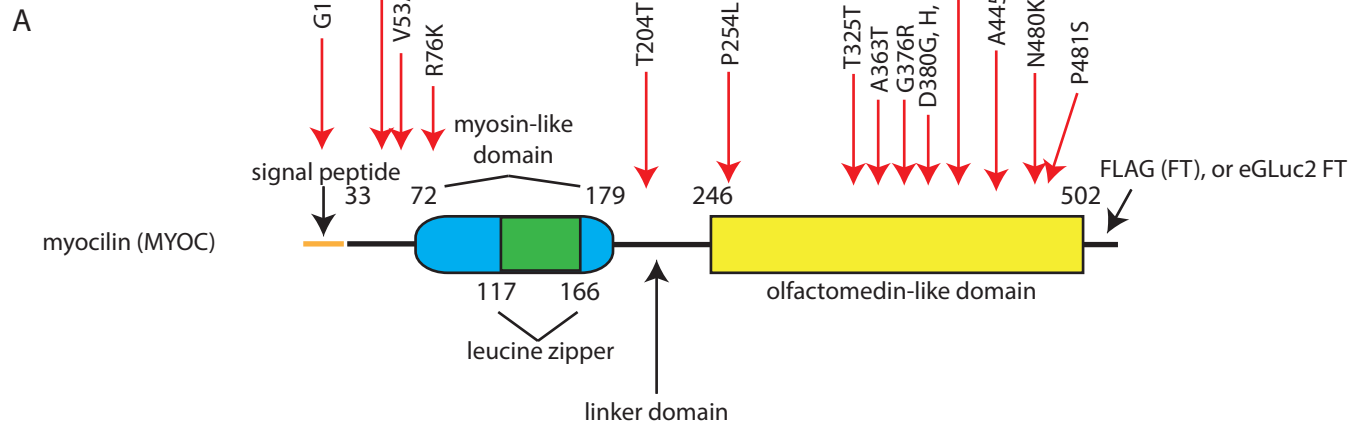 A
G1
V53
R76K
T204T
P254L
T325T
A363T
G376R
D380G, H,
A445
N480K
P481S
myosin-like
domain
signal peptide
FLAG (FT), or eGLuc2 FT
33
72
179
246
502
myocilin (MYOC)
117
166
olfactomedin-like domain
leucine zipper
linker domain